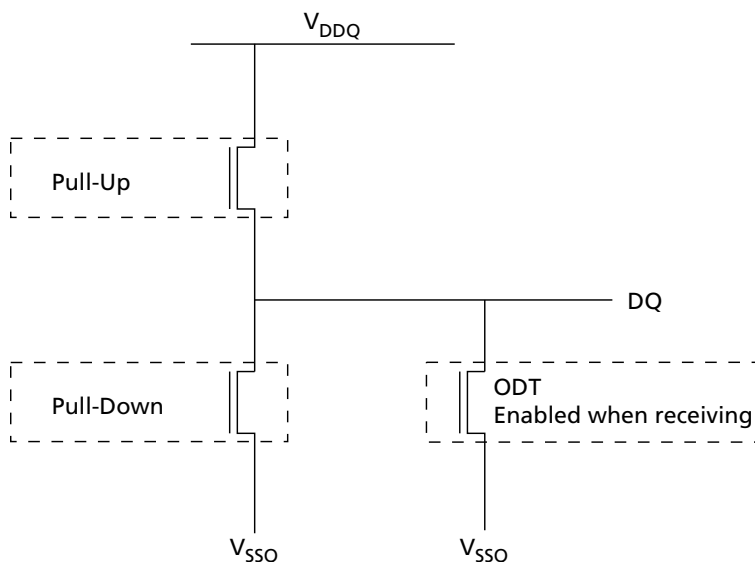 VDDQ
Pull-Up
DQ
Pull-Down
ODT
Enabled when receiving
VSSQ
VSSQ